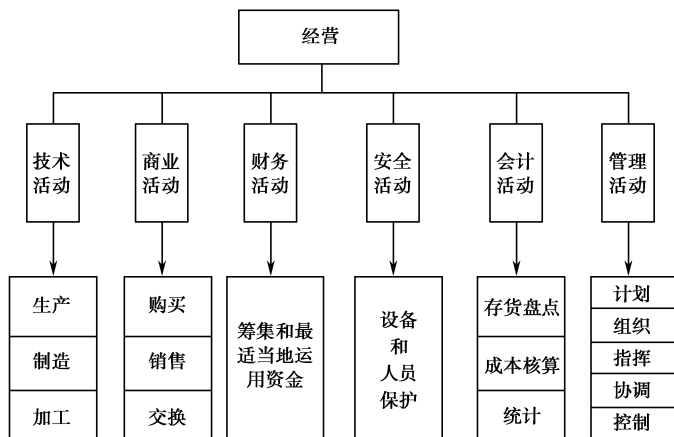 经营
技术
活动
商业
活动
财务
活动
安全
活动
会计
活动
管理
活动
生产
制造
加工
购买
销售
交换
筹集和最
适当地运
用资金
设备
和
人员
保护
存货盘点
成本核算
统计
计划
组织
指挥
协调
控制